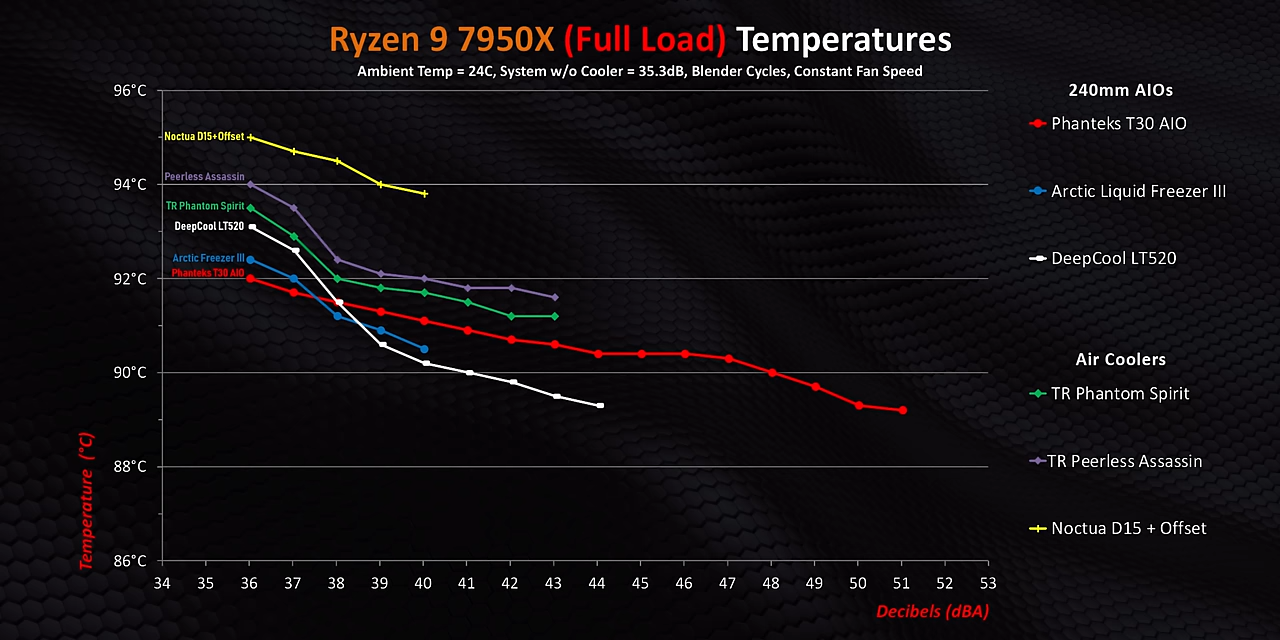 Ryzen 9 7950X (Full Load) Temperatures
Ambient Temp = 24C, System w/o Cooler = 35.3dB, Blender Cycles, Constant Fan Speed
96°C
94°C
92°C
90°C
88°C
86°C
Temperature (°C)
Noctua D15+Offset
Peerless Assassin
TR Phantom Spirit
DeepCool LT520
Arctic Freezer III
Phanteks T30 AIO
34 35 36 37 38 39 40 41 42 43 44 45 46 47 48 49 50 51 52 53
Decibels (dBA)
240mm AIOs
Phanteks T30 AIO
Arctic Liquid Freezer III
DeepCool LT520
Air Coolers
TR Phantom Spirit
TR Peerless Assassin
Noctua D15 + Offset